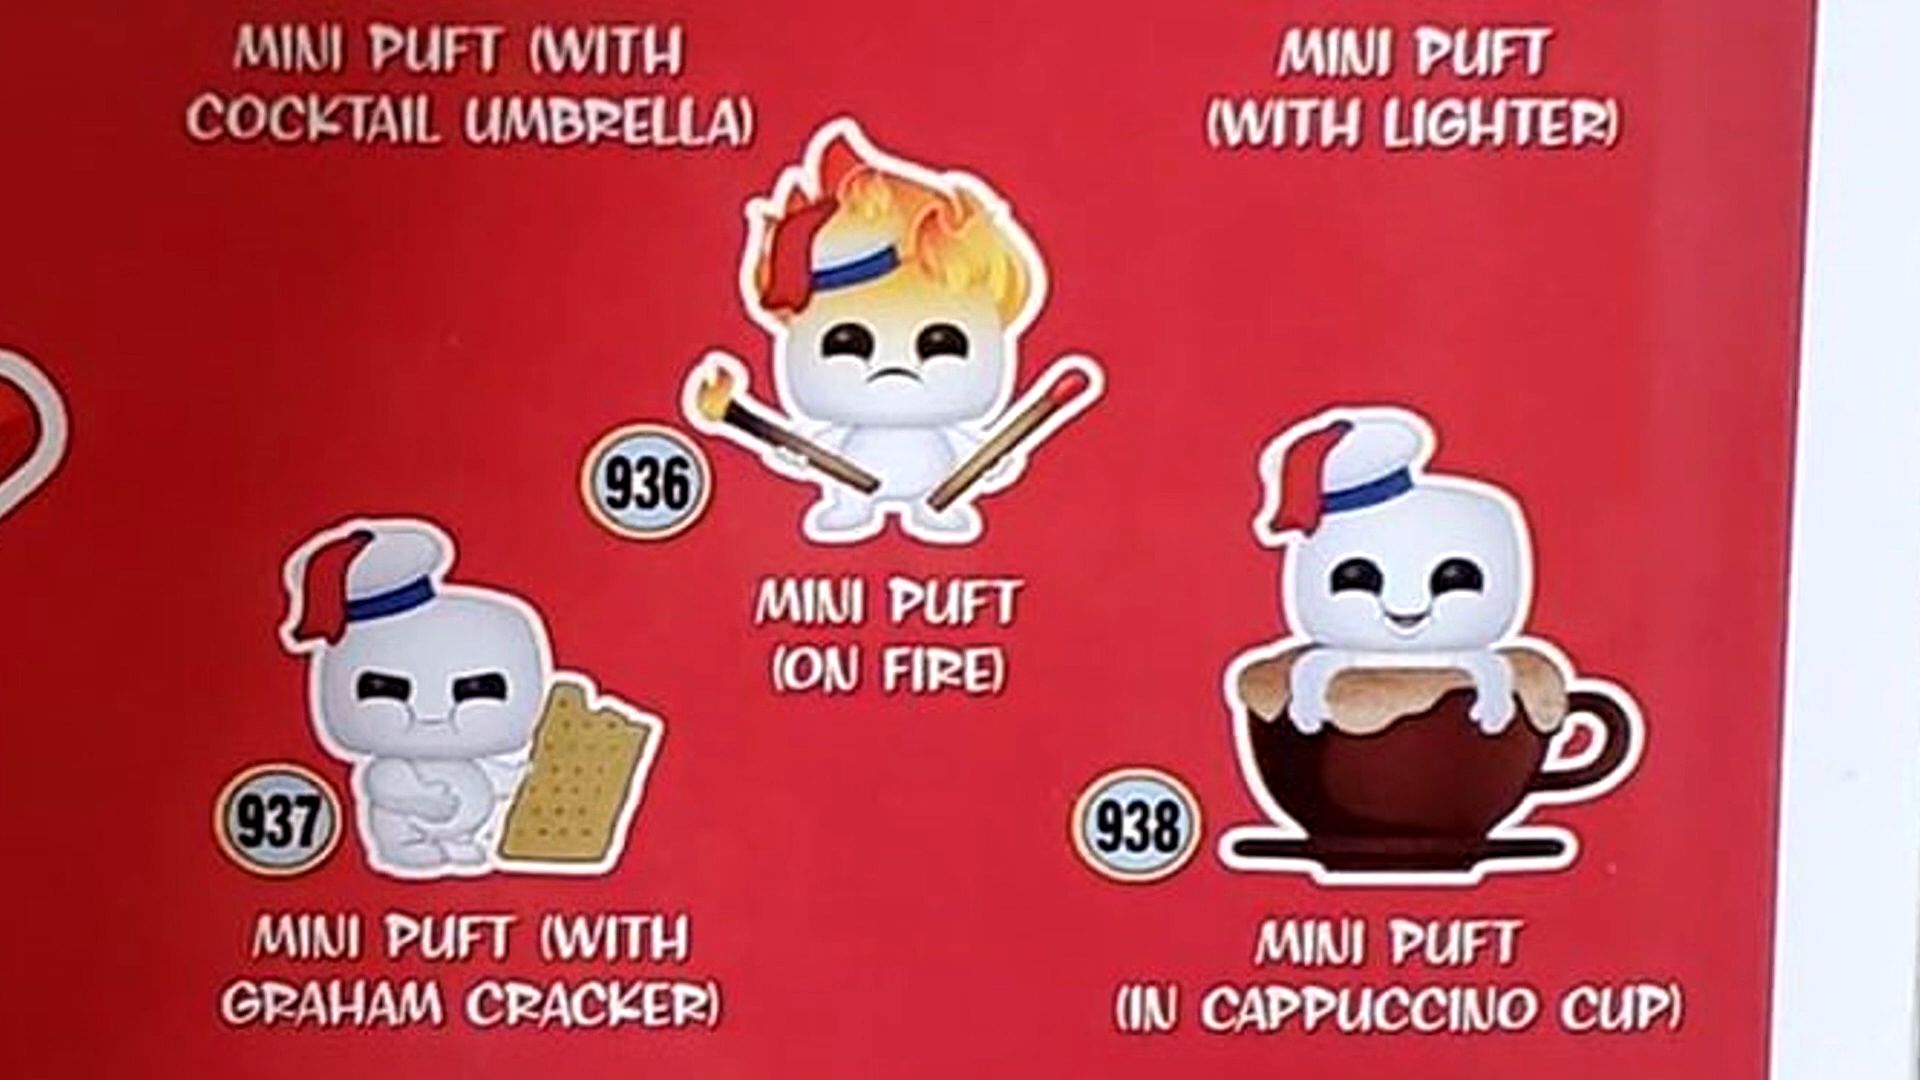 MINI PUFT (WITH
COCKTAIL UMBRELLA)
MINI PUFT
(WITH LIGHTER)
936
MINI PUFT
(ON FIRE)
937
MINI PUFT (WITH
GRAHAM CRACKER)
938
MINI PUFT
(IN CAPPUCCINO CUP)